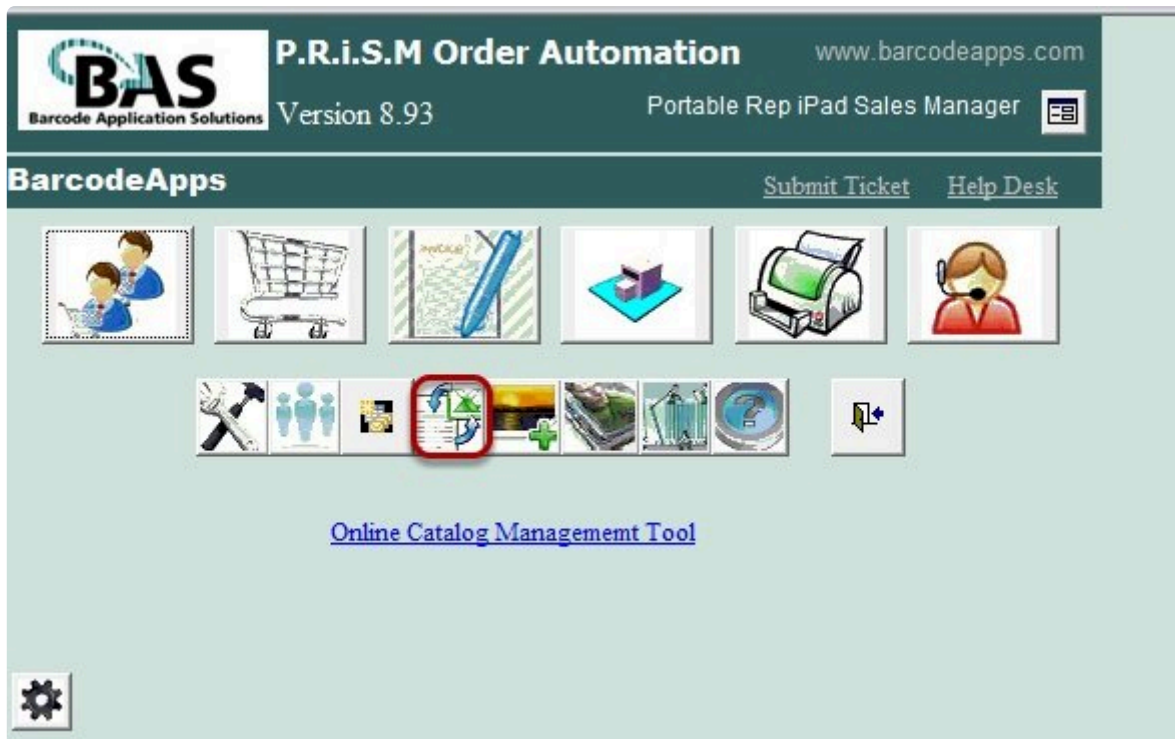 BAS
Barcode Application Solutions
P.R.i.S.M Order Automation
www.barcodeapps.com
Version 8.93
Portable Rep iPad Sales Manager
BarcodeApps
Submit Ticket
Help Desk
INVOICE
Online Catalog Managememt Tool